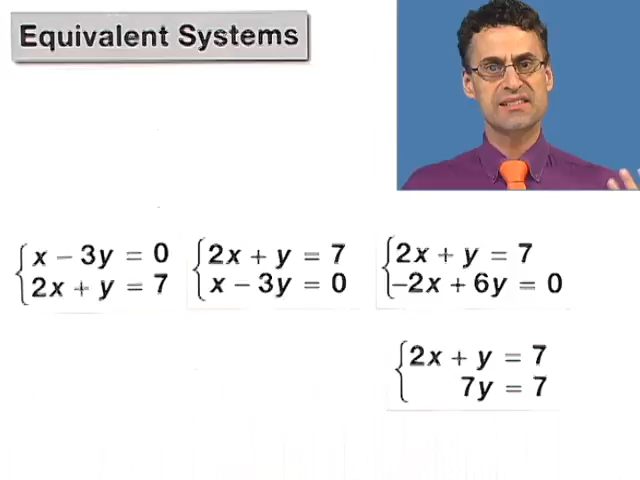 Equivalent Systems
x − 3y = 0
2x + y = 7
2x + y = 7
x − 3y = 0
2x + y = 7
−2x + 6y = 0
2x + y = 7
7y = 7